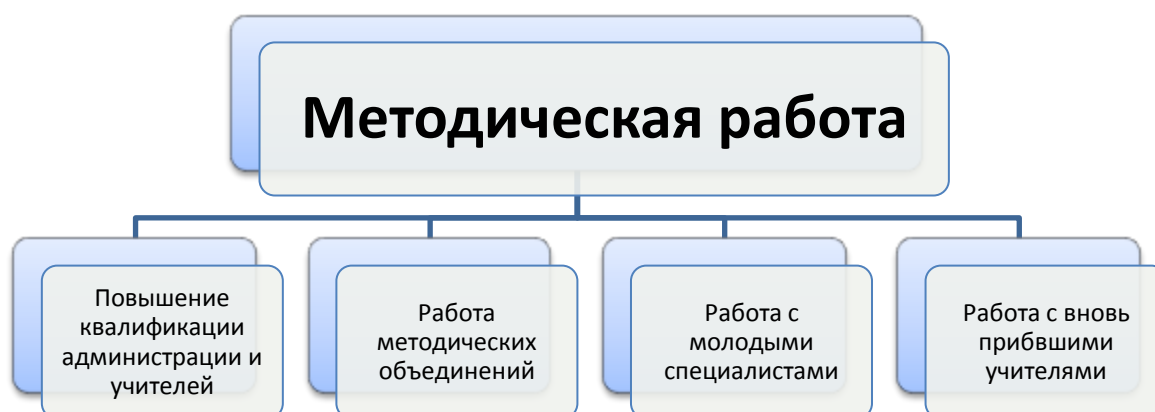 Методическая работа
Повышение
квалификации
администрации и
учителей
Работа
методических
объединений
Работа с
молодыми
специалистами
Работа с вновь
прибвшими
учителями